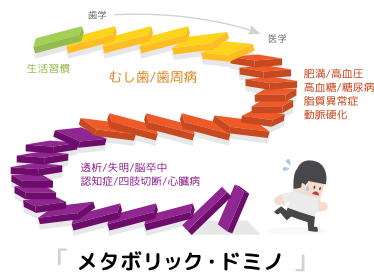 歯学
医学
生活習慣
むし歯/歯周病
肥満/高血圧
高血糖/糖尿病
脂質異常症
動脈硬化
透析/失明/脳卒中
認知症/四肢切断/心臓病
「メタボリック・ドミノ」